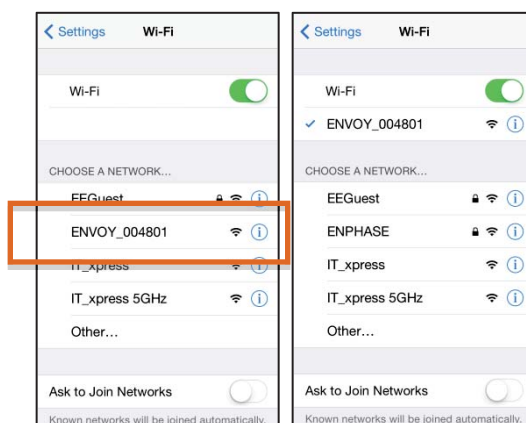 Settings Wi-Fi
Wi-Fi
CHOOSE A NETWORK...
EEGuest
ENVOY_004801
IT_xpress
IT_xpress 5GHz
Other...
Ask to Join Networks
Known networks will be joined automatically.
Settings Wi-Fi
Wi-Fi
ENVOY_004801
CHOOSE A NETWORK...
EEGuest
ENPHASE
IT_xpress
IT_xpress 5GHz
Other...
Ask to Join Networks
Known networks will be joined automatically.